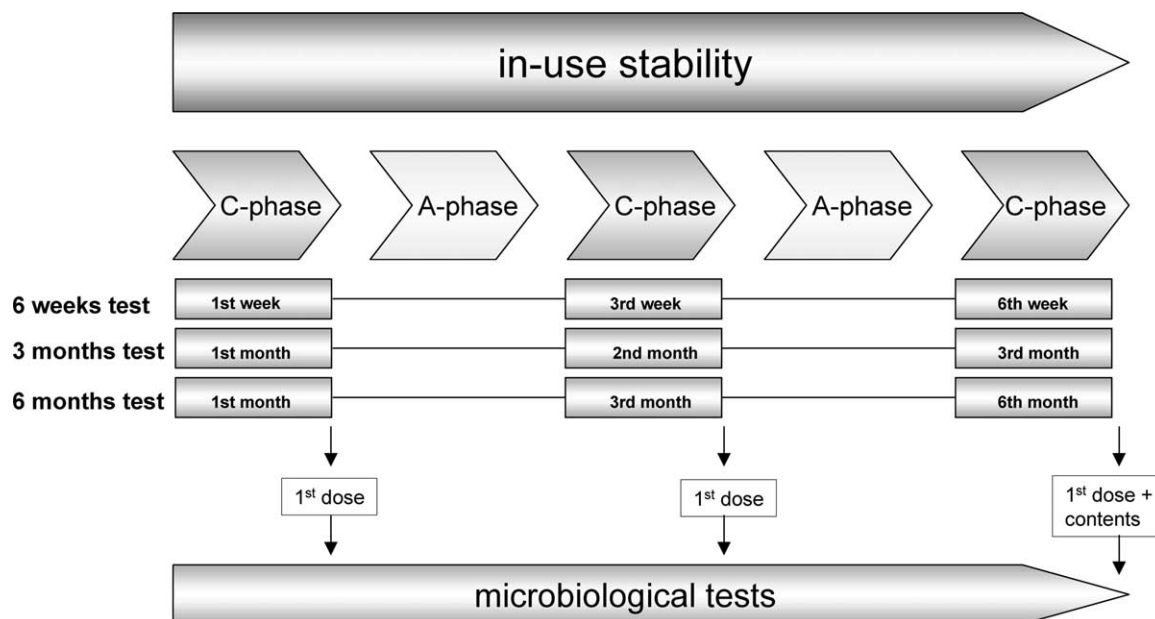 in-use stability
C-phase A-phase C-phase A-phase C-phase
6 weeks test 1st week 3rd week 6th week
3 months test 1st month 2nd month 3rd month
6 months test 1st month 3rd month 6th month
1st dose 1st dose 1st dose +
contents
microbiological tests